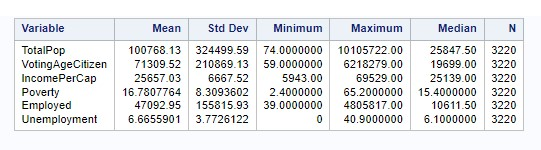 Variable Mean Std Dev Minimum Maximum Median N
TotalPop 100768.13 324499.59 74.0000000 10105722.00 25847.50 3220
VotingAgeCitizen 71309.52 210869.13 59.0000000 6218279.00 19699.00 3220
IncomePerCap 25657.03 6667.52 5943.00 69529.00 25139.00 3220
Poverty 16.7807764 8.3093602 2.4000000 65.2000000 15.4000000 3220
Employed 47092.95 155815.93 39.0000000 4805817.00 10611.50 3220
Unemployment 6.6655901 3.7726122 0 40.9000000 6.1000000 3220